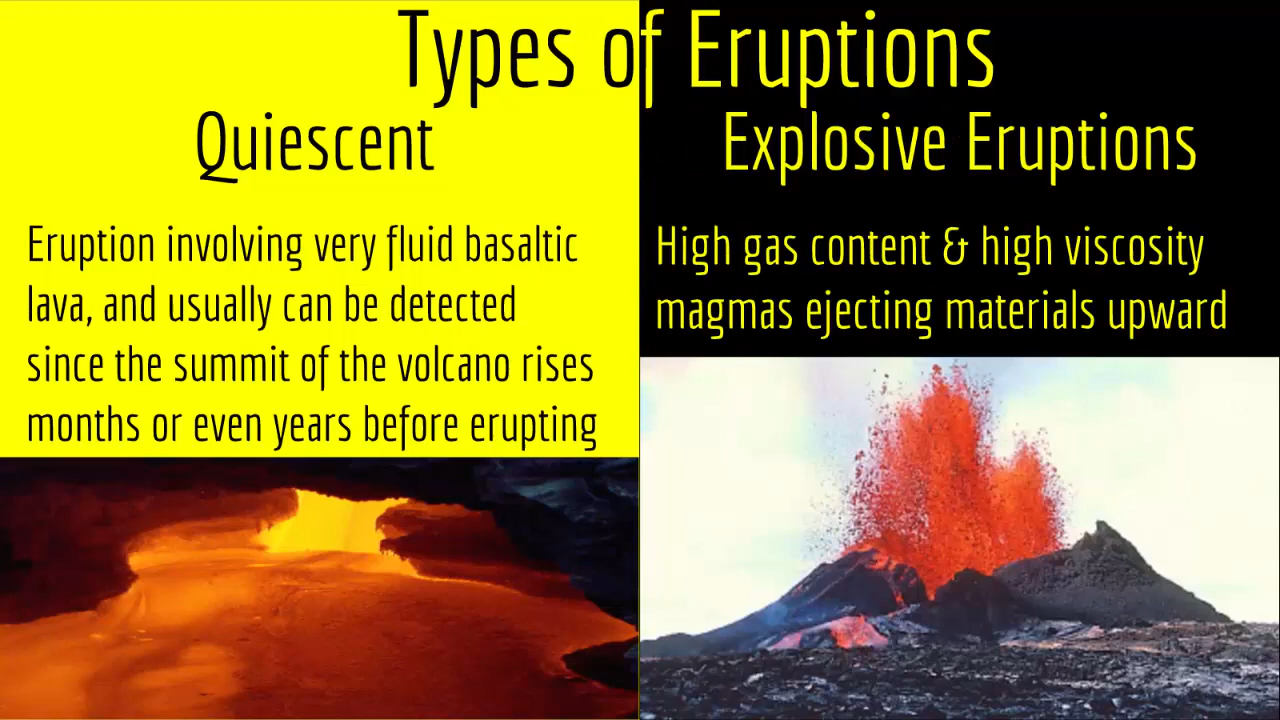 Types of Eruptions
Quiescent
Eruption involving very fluid basaltic
lava, and usually can be detected
since the summit of the volcano rises
months or even years before erupting
Explosive Eruptions
High gas content & high viscosity
magmas ejecting materials upward